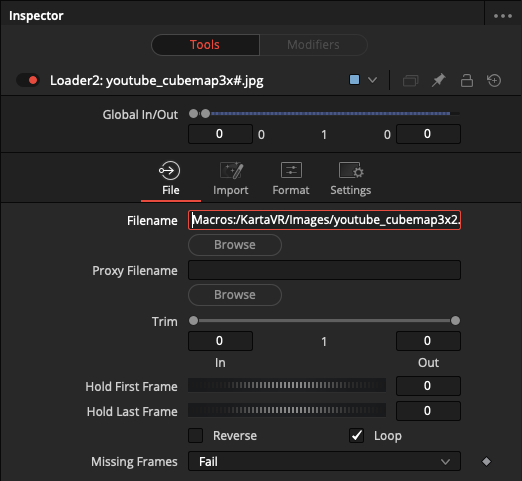 Inspector
Tools Modifiers
Loader2: youtube_cubemap3x#.jpg
Global In/Out
0 0 1 0 0
File Import Format Settings
Filename Macros:/KartaVR/Images/youtube_cubemap3x2.
Browse
Proxy Filename
Browse
Trim
0 1 0
In Out
Hold First Frame 0
Hold Last Frame 0
Reverse Loop
Missing Frames Fail